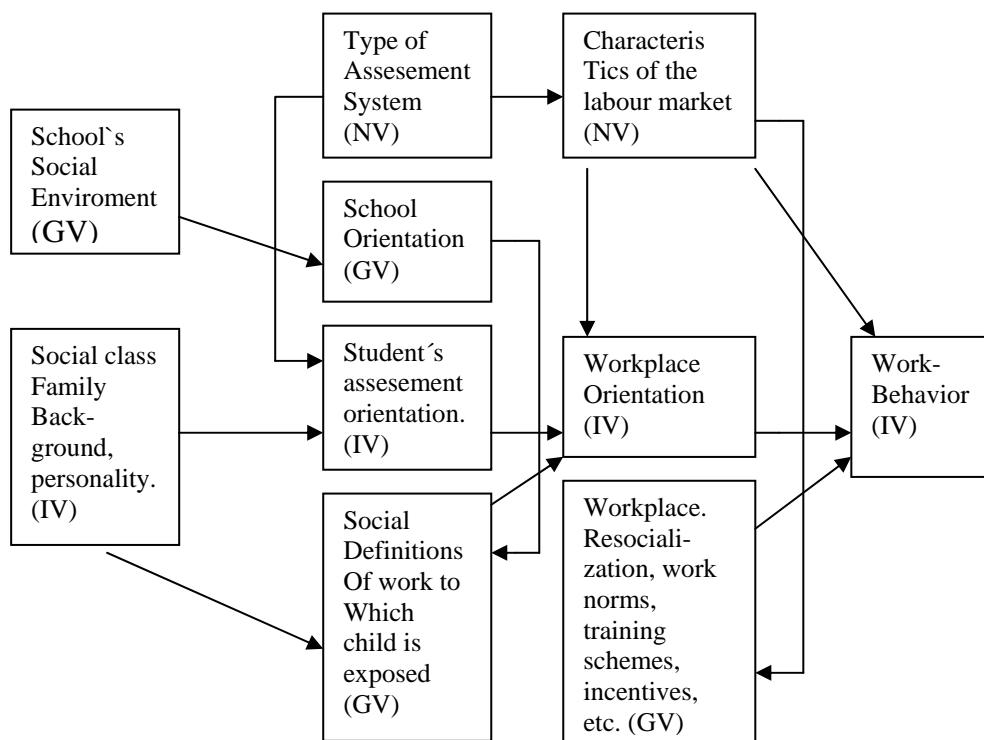 Type of
Assesement
System
(NV)
Characteris
Tics of the
labour market
(NV)
School`s
Social
Enviroment
(GV)
School
Orientation
(GV)
Social class
Family
Back-
ground,
personality.
(IV)
Student´s
assesement
orientation.
(IV)
Workplace
Orientation
(IV)
Work-
Behavior
(IV)
Social
Definitions
Of work to
Which
child is
exposed
(GV)
Workplace.
Resociali-
zation, work
norms,
training
schemes,
incentives,
etc. (GV)